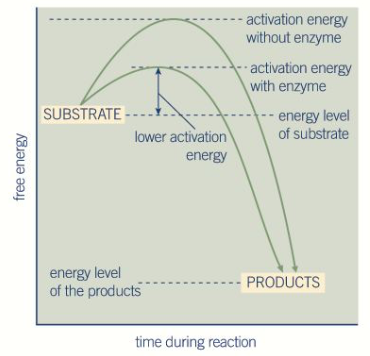 activation energy
without enzyme
activation energy
with enzyme
SUBSTRATE
energy level
of substrate
lower activation
energy
free energy
energy level
of the products
PRODUCTS
time during reaction